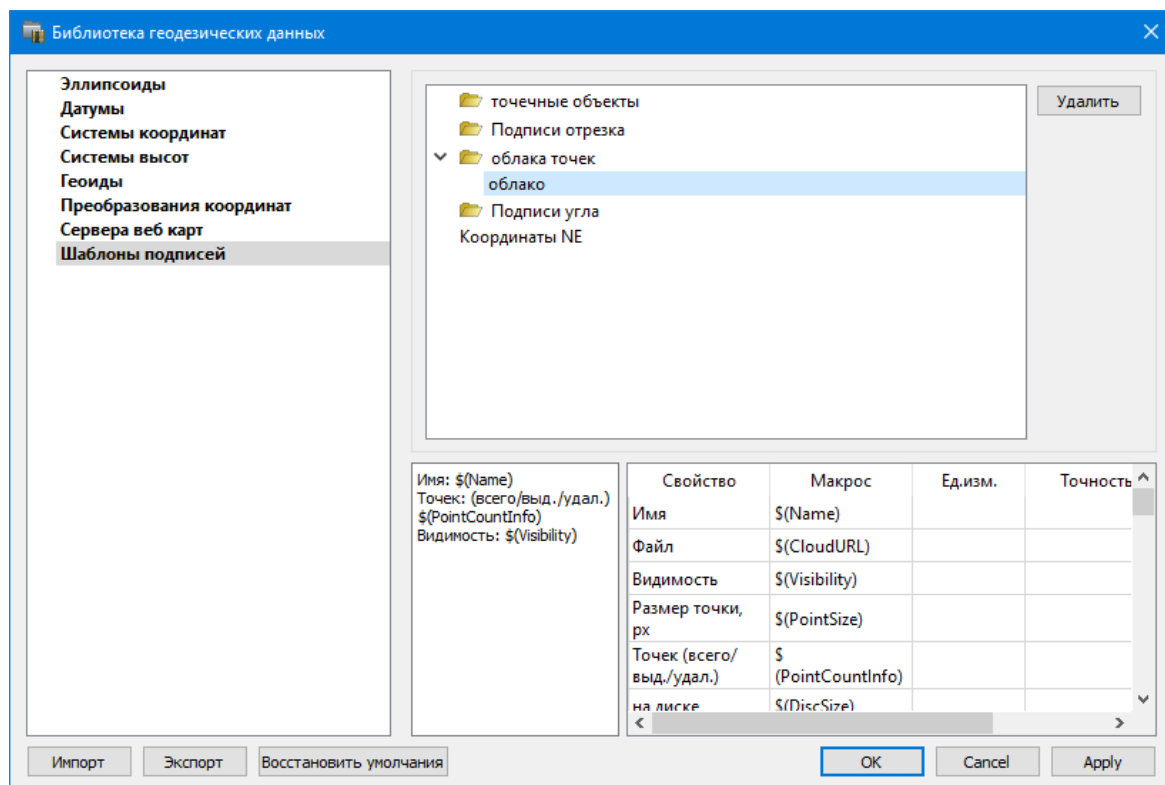 Библиотека геодезических данных
Эллипсоиды
Датумы
Системы координат
Системы высот
Геоиды
Преобразования координат
Сервера веб карт
Шаблоны подписей
точечные объекты
Подписи отрезка
облака точек
облако
Подписи угла
Координаты NE
Удалить
Имя: $(Name)
Точек: (всего/выд./удал.)
$(PointCountInfo)
Видимость: $(Visibility)
Свойство Макрос Ед.изм. Точность
Имя $(Name)
Файл $(CloudURL)
Видимость $(Visibility)
Размер точки,
px
$(PointSize)
Точек (всего/
выд./удал.)
$
(PointCountInfo)
на диске $(DiscSize)
Импорт Экспорт Восстановить умолчания OK Cancel Apply